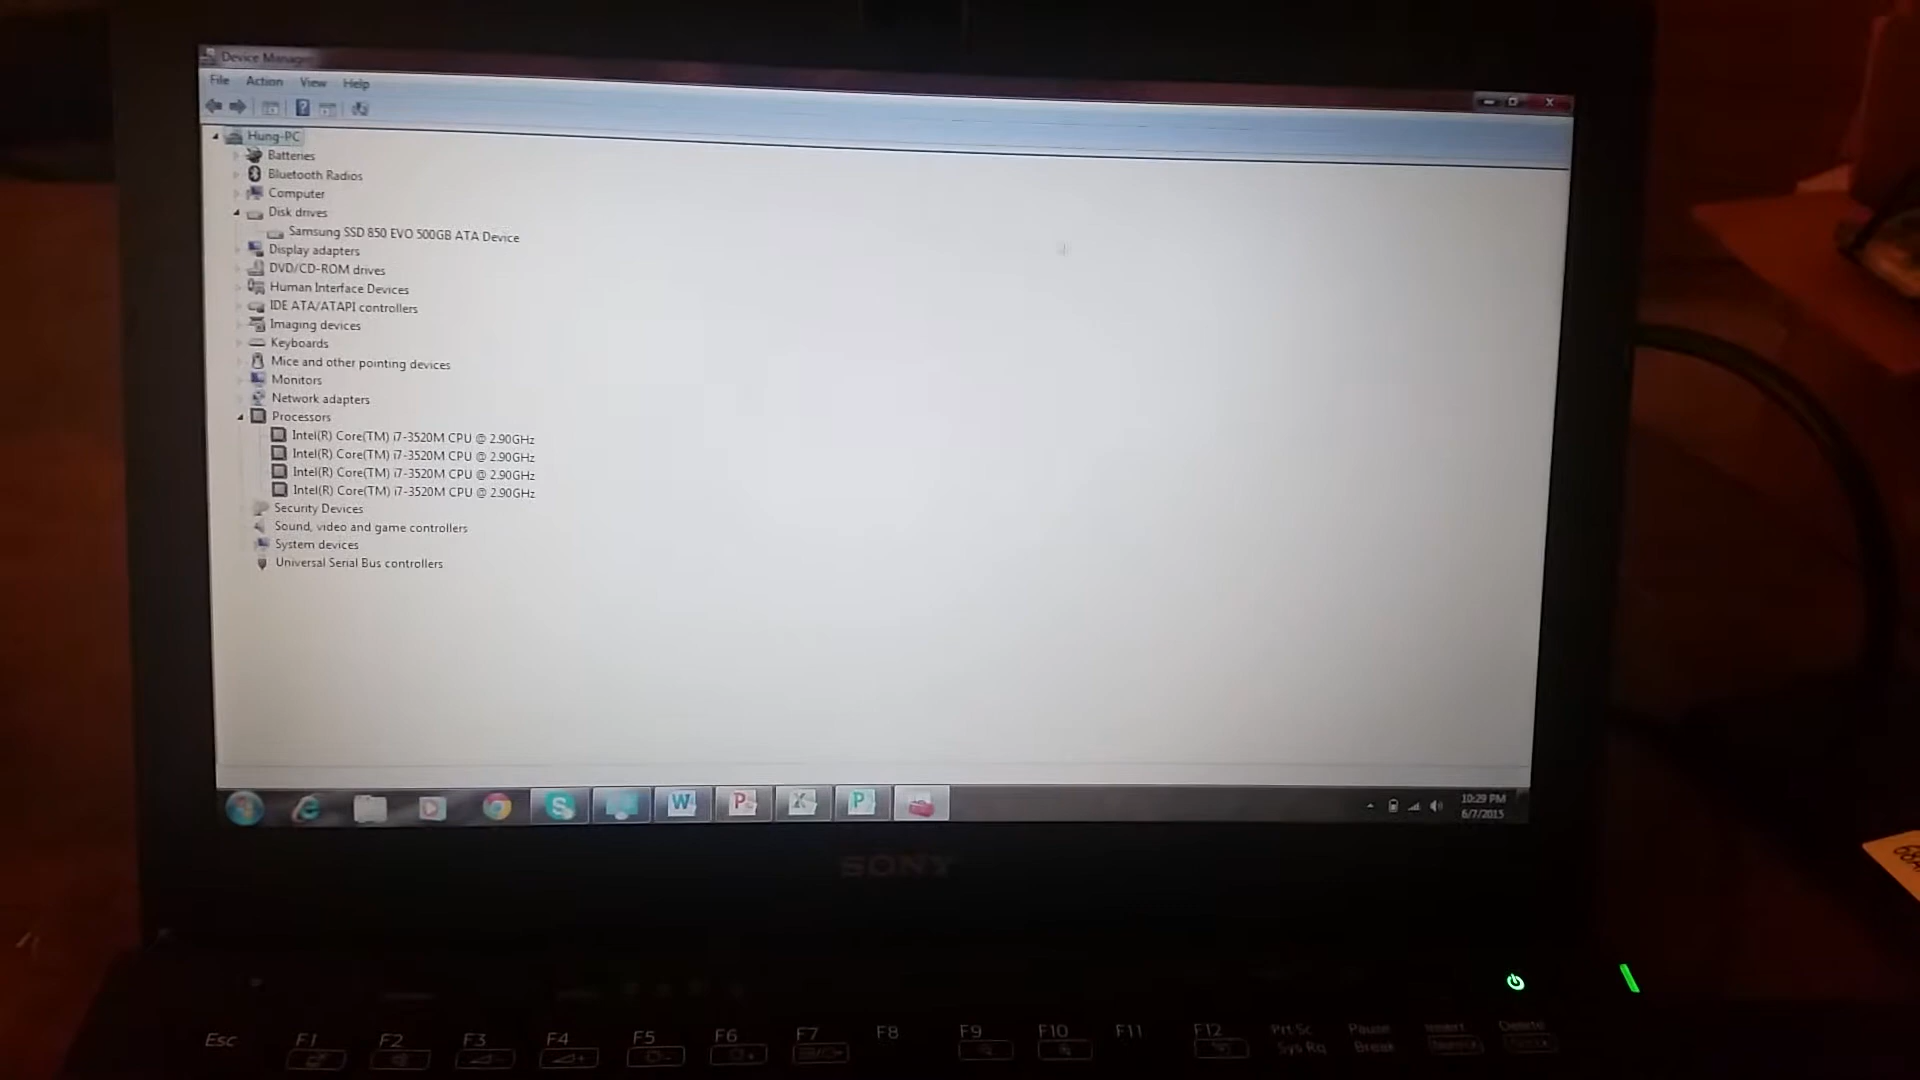 Device Manager
File Action View Help
Hung-PC
Batteries
Bluetooth Radios
Computer
Disk drives
Samsung SSD 850 EVO 500GB ATA Device
Display adapters
DVD/CD-ROM drives
Human Interface Devices
IDE ATA/ATAPI controllers
Imaging devices
Keyboards
Mice and other pointing devices
Monitors
Network adapters
Processors
Intel(R) Core(TM) i7-3520M CPU @ 2.90GHz
Intel(R) Core(TM) i7-3520M CPU @ 2.90GHz
Intel(R) Core(TM) i7-3520M CPU @ 2.90GHz
Intel(R) Core(TM) i7-3520M CPU @ 2.90GHz
Security Devices
Sound, video and game controllers
System devices
Universal Serial Bus controllers
10:29 PM
6/7/2015
SONY
Esc F1 F2 F3 F4 F5 F6 F7 F8 F9 F10 F11 F12 Prt Sc Pause Insert Delete
Sys Rq Break